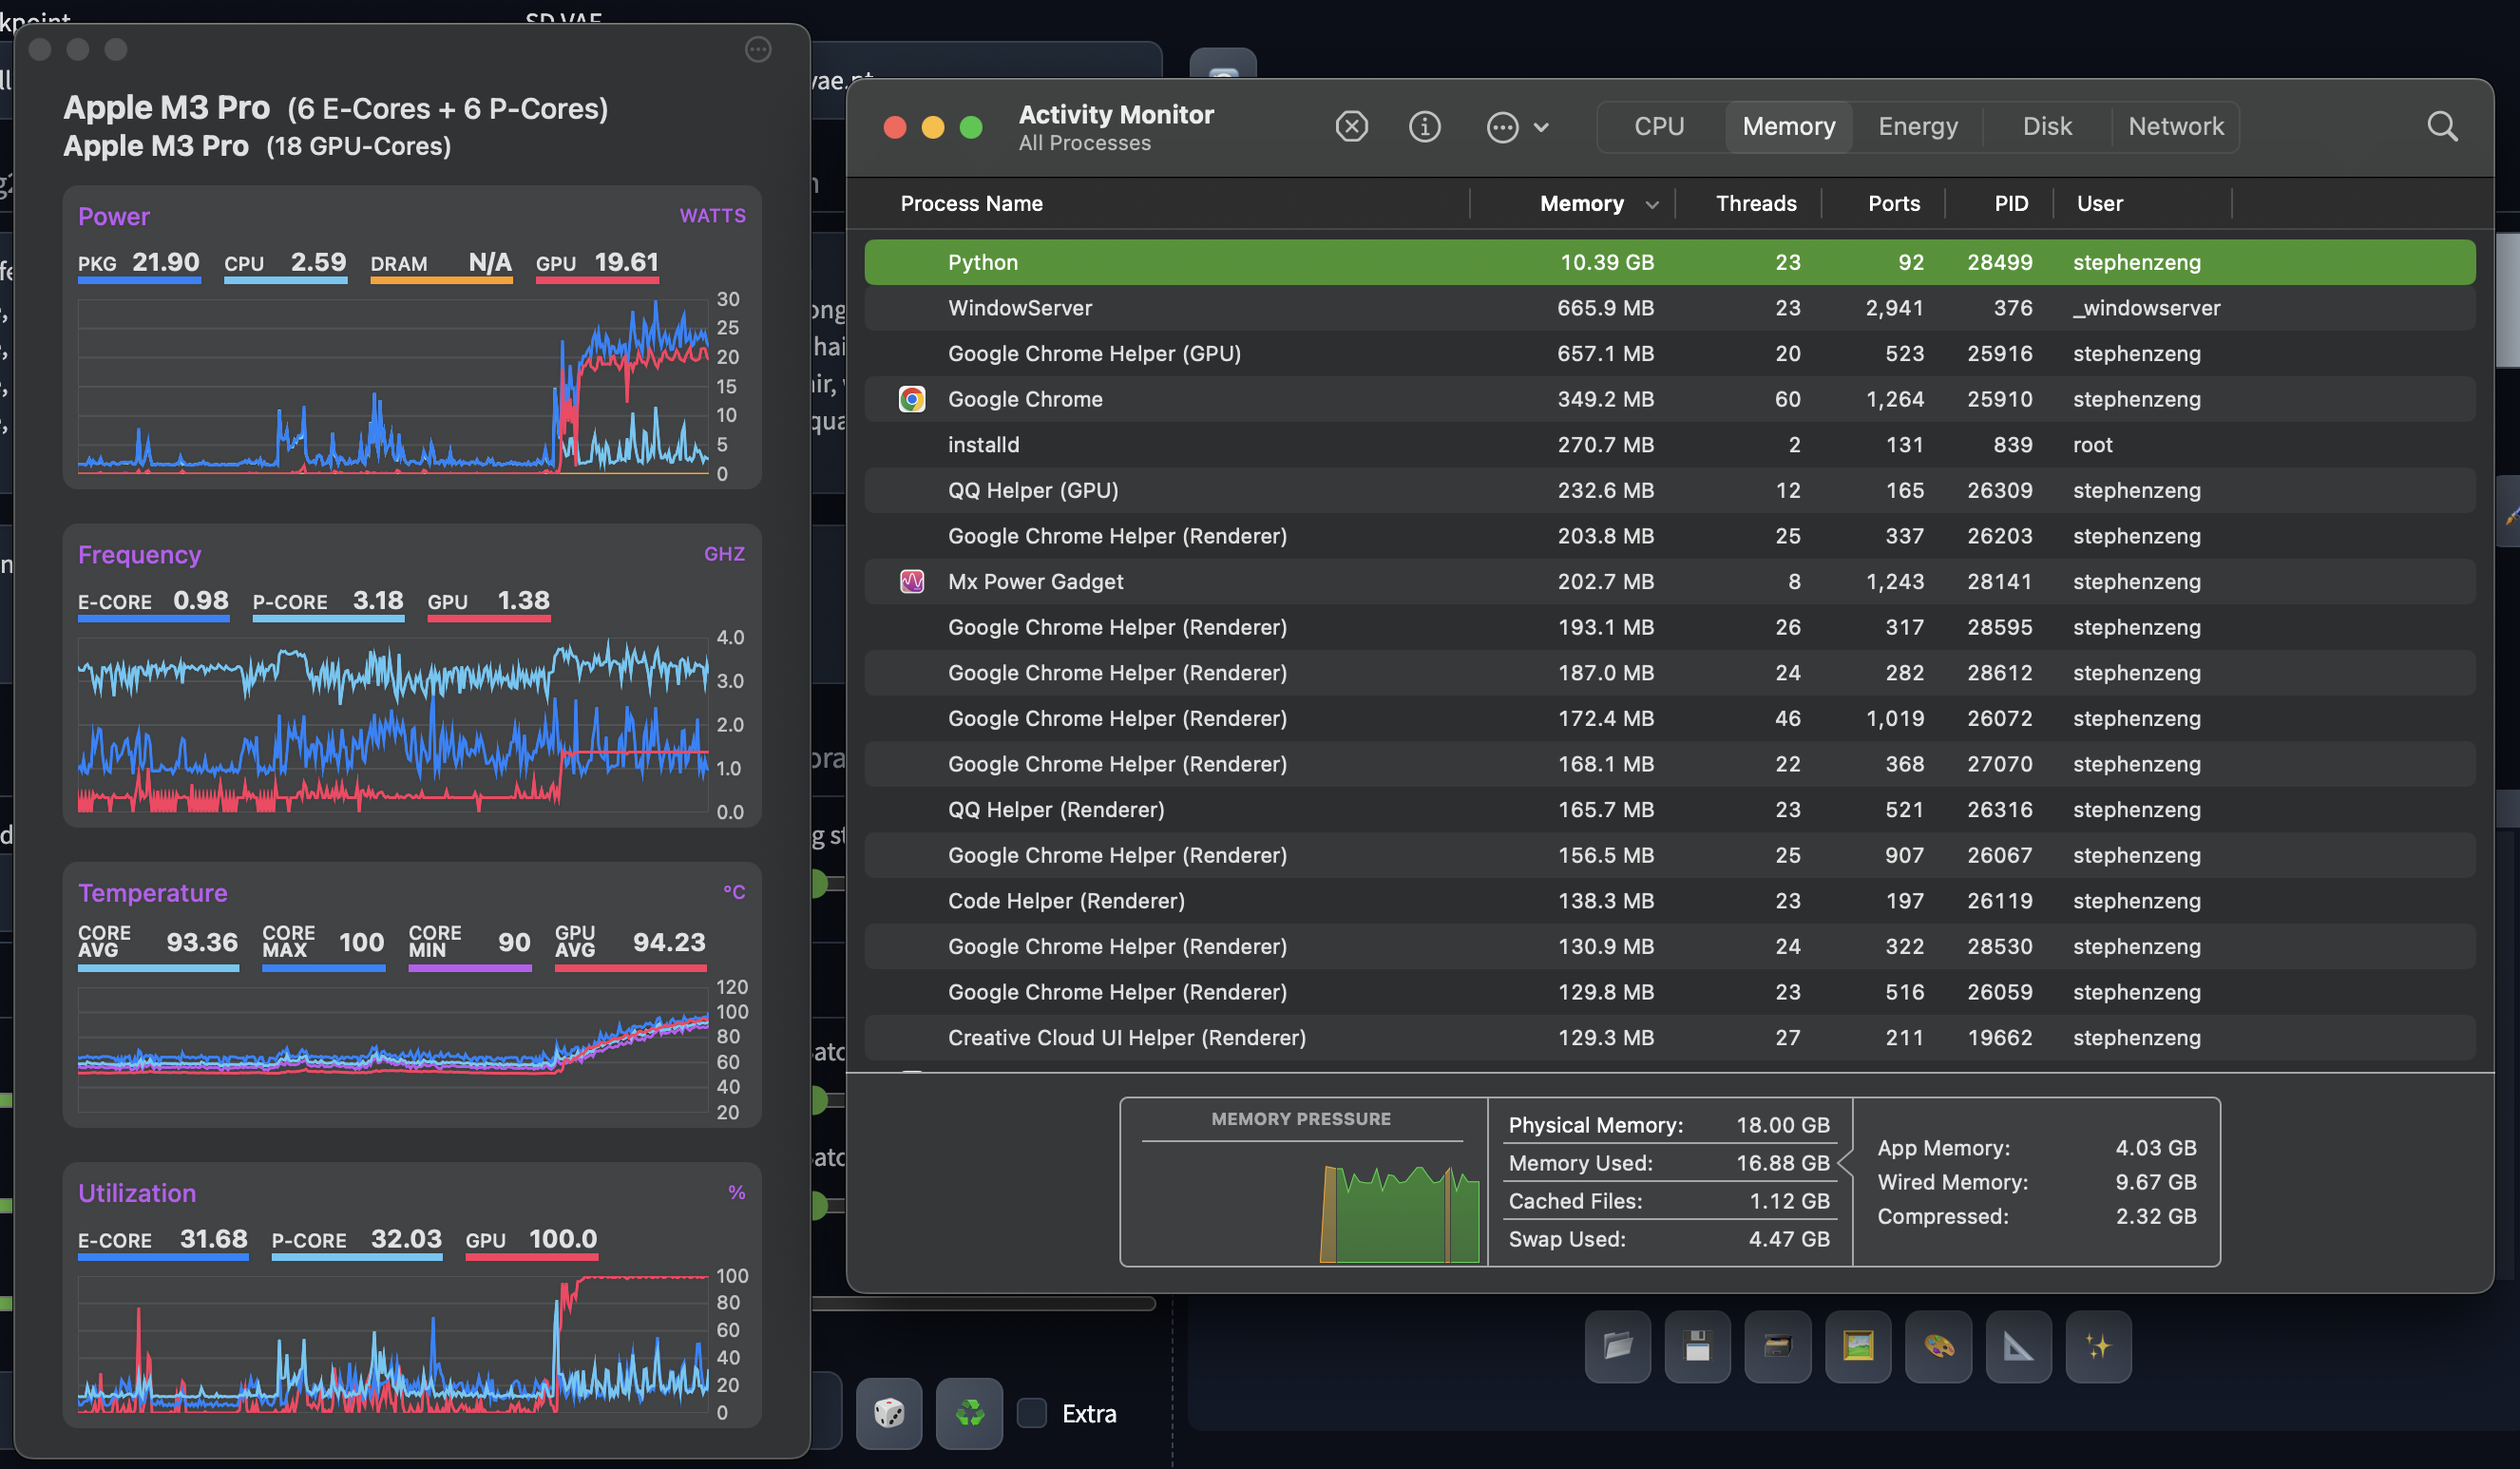 SD VAE
Apple M3 Pro (6 E-Cores + 6 P-Cores)
Apple M3 Pro (18 GPU-Cores)
Power WATTS
PKG 21.90 CPU 2.59 DRAM N/A GPU 19.61
30
25
20
15
10
5
0
Frequency GHZ
E-CORE 0.98 P-CORE 3.18 GPU 1.38
4.0
3.0
2.0
1.0
0.0
Temperature °C
CORE AVG 93.36 CORE MAX 100 CORE MIN 90 GPU AVG 94.23
120
100
80
60
40
20
Utilization %
E-CORE 31.68 P-CORE 32.03 GPU 100.0
100
80
60
40
20
0
Activity Monitor
All Processes
CPU Memory Energy Disk Network
Process Name Memory Threads Ports PID User
Python 10.39 GB 23 92 28499 stephenzeng
WindowServer 665.9 MB 23 2,941 376 _windowserver
Google Chrome Helper (GPU) 657.1 MB 20 523 25916 stephenzeng
Google Chrome 349.2 MB 60 1,264 25910 stephenzeng
installd 270.7 MB 2 131 839 root
QQ Helper (GPU) 232.6 MB 12 165 26309 stephenzeng
Google Chrome Helper (Renderer) 203.8 MB 25 337 26203 stephenzeng
Mx Power Gadget 202.7 MB 8 1,243 28141 stephenzeng
Google Chrome Helper (Renderer) 193.1 MB 26 317 28595 stephenzeng
Google Chrome Helper (Renderer) 187.0 MB 24 282 28612 stephenzeng
Google Chrome Helper (Renderer) 172.4 MB 46 1,019 26072 stephenzeng
Google Chrome Helper (Renderer) 168.1 MB 22 368 27070 stephenzeng
QQ Helper (Renderer) 165.7 MB 23 521 26316 stephenzeng
Google Chrome Helper (Renderer) 156.5 MB 25 907 26067 stephenzeng
Code Helper (Renderer) 138.3 MB 23 197 26119 stephenzeng
Google Chrome Helper (Renderer) 130.9 MB 24 322 28530 stephenzeng
Google Chrome Helper (Renderer) 129.8 MB 23 516 26059 stephenzeng
Creative Cloud UI Helper (Renderer) 129.3 MB 27 211 19662 stephenzeng
MEMORY PRESSURE
Physical Memory: 18.00 GB
Memory Used: 16.88 GB
Cached Files: 1.12 GB
Swap Used: 4.47 GB
App Memory: 4.03 GB
Wired Memory: 9.67 GB
Compressed: 2.32 GB
Extra